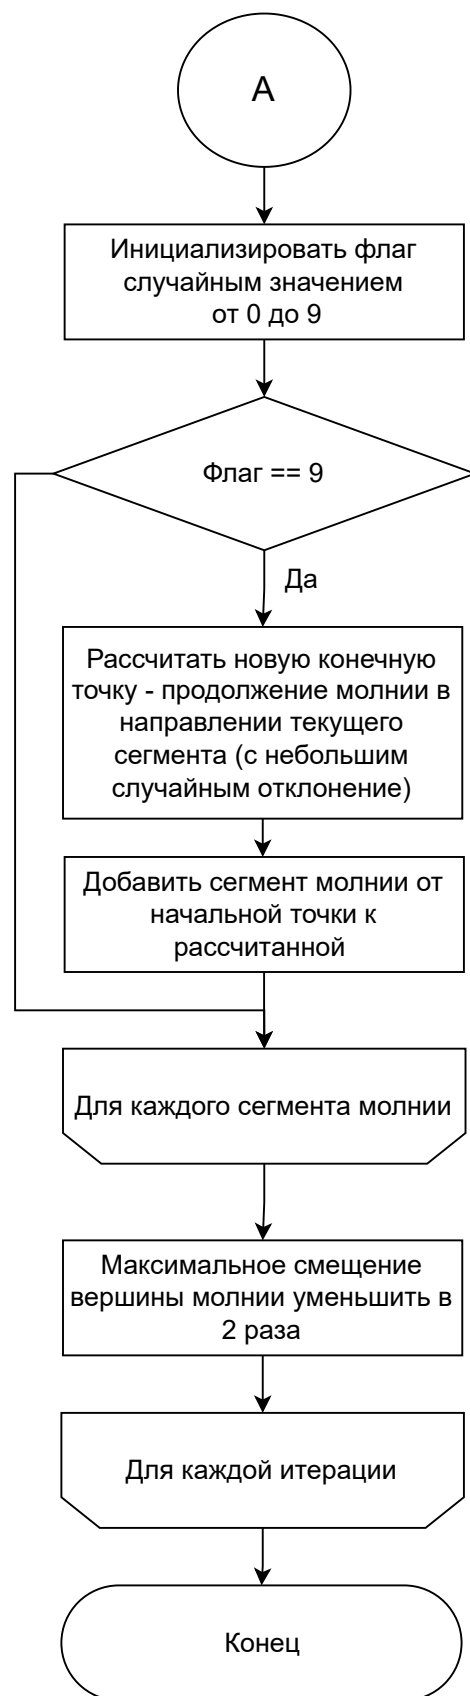 А
Инициализировать флаг
случайным значением
от 0 до 9
Флаг == 9
Да
Рассчитать новую конечную
точку - продолжение молнии в
направлении текущего
сегмента (с небольшим
случайным отклонение)
Добавить сегмент молнии от
начальной точки к
рассчитанной
Для каждого сегмента молнии
Максимальное смещение
вершины молнии уменьшить в
2 раза
Для каждой итерации
Конец